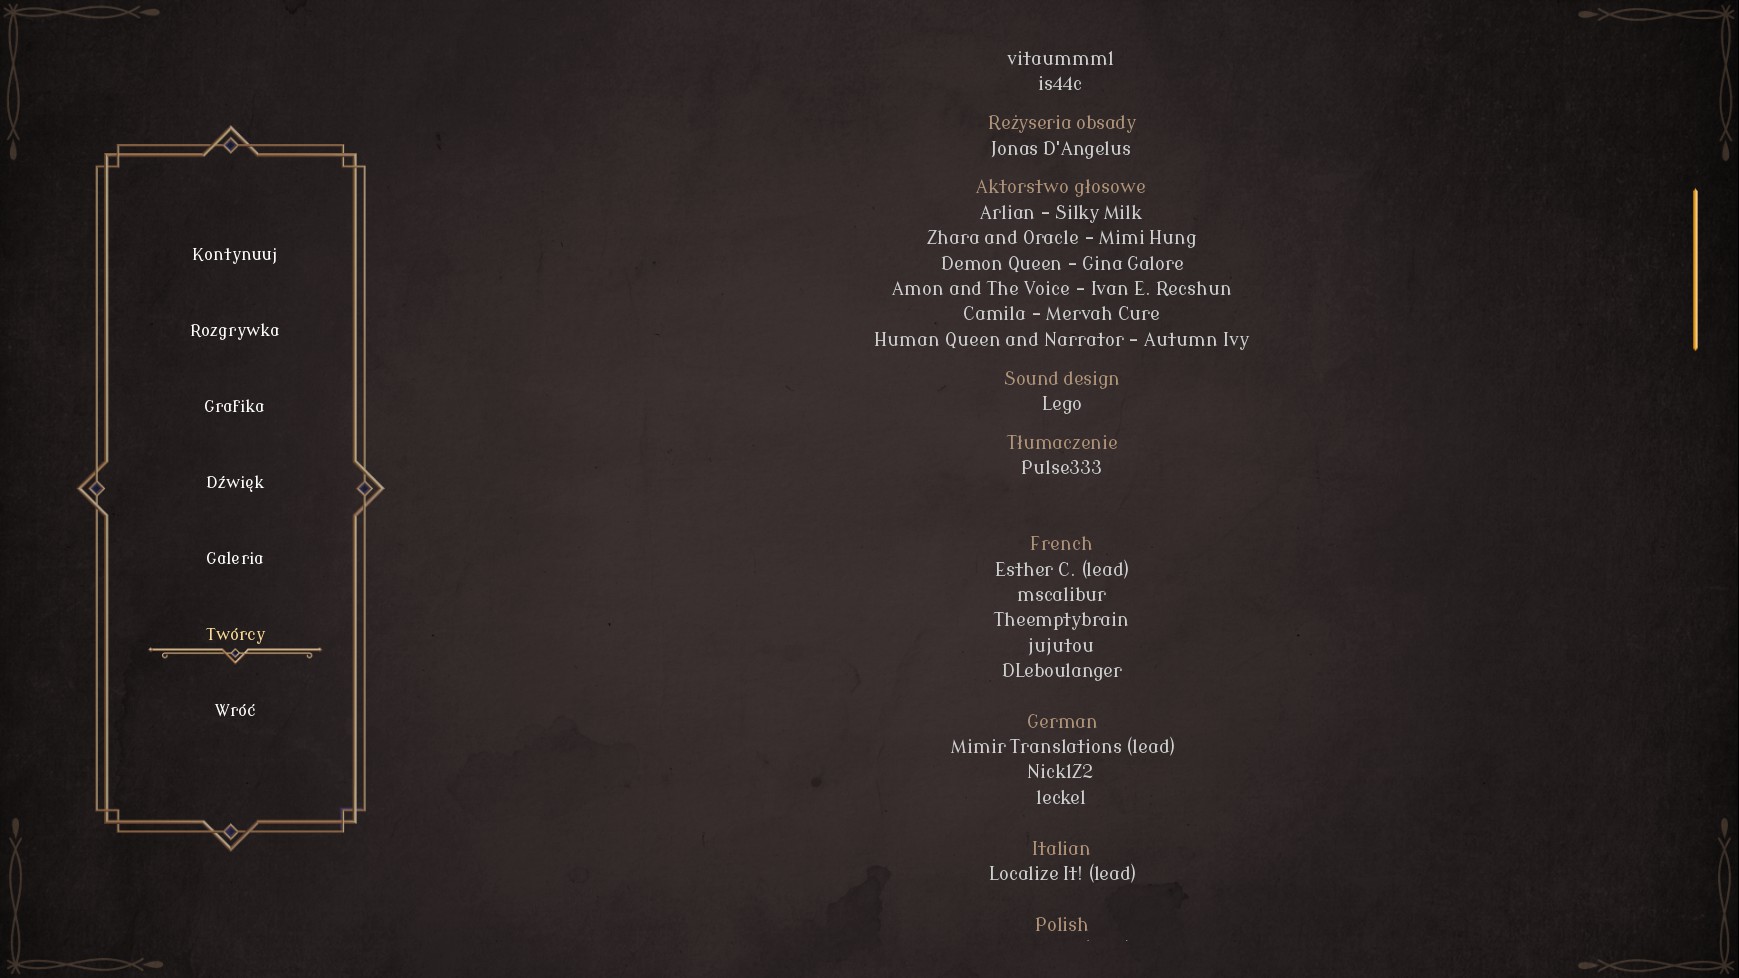 Kontynuuj
Rozgrywka
Grafika
Dźwięk
Galeria
Twórcy
Wróć
vitaummm1
is44c
Reżyseria obsady
Jonas D'Angelus
Aktorstwo głosowe
Arlian - Silky Milk
Zhara and Oracle - Mimi Hung
Demon Queen - Gina Galore
Amon and The Voice - Ivan E. Recshun
Camila - Mervah Cure
Human Queen and Narrator - Autumn Ivy
Sound design
Lego
Tłumaczenie
Pulse333
French
Esther C. (lead)
mscalibur
Theemptybrain
jujutou
DLeboulanger
German
Mimir Translations (lead)
Nick1Z2
leckel
Italian
Localize It! (lead)
Polish